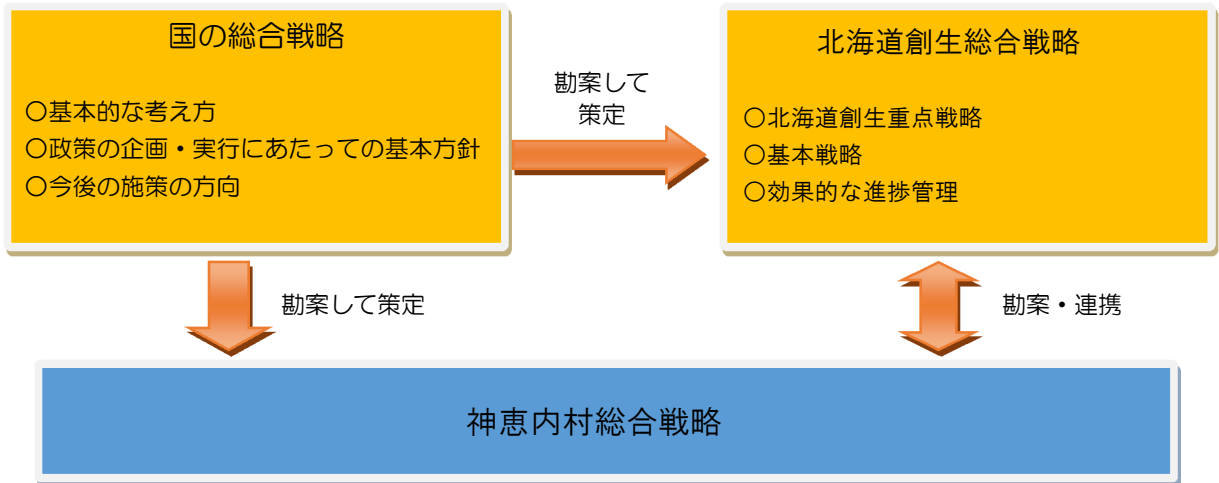 国の総合戦略
〇基本的な考え方
〇政策の企画・実行にあたっての基本方針
〇今後の施策の方向
勘案して
策定
北海道創生総合戦略
〇北海道創生重点戦略
〇基本戦略
〇効果的な進捗管理
勘案して策定
勘案・連携
神恵内村総合戦略